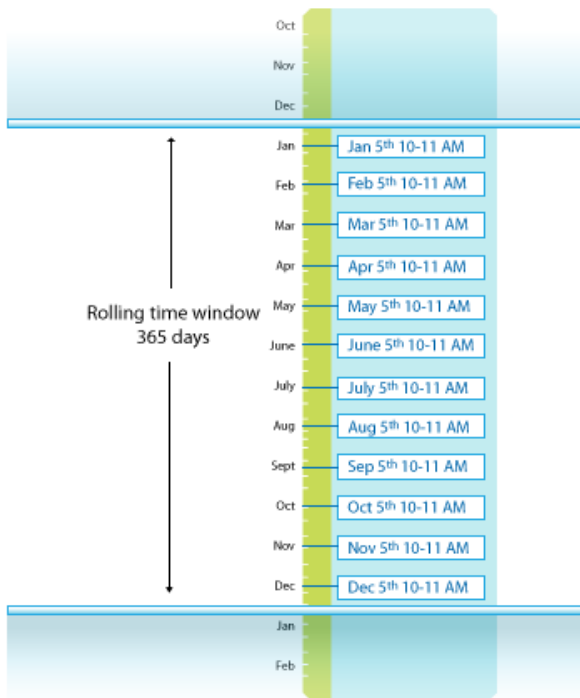 Oct
Nov
Dec
Jan
Jan 5th 10-11 AM
Feb
Feb 5th 10-11 AM
Mar
Mar 5th 10-11 AM
Apr
Apr 5th 10-11 AM
Rolling time window
365 days
May
May 5th 10-11 AM
June
June 5th 10-11 AM
July
July 5th 10-11 AM
Aug
Aug 5th 10-11 AM
Sept
Sep 5th 10-11 AM
Oct
Oct 5th 10-11 AM
Nov
Nov 5th 10-11 AM
Dec
Dec 5th 10-11 AM
Jan
Feb